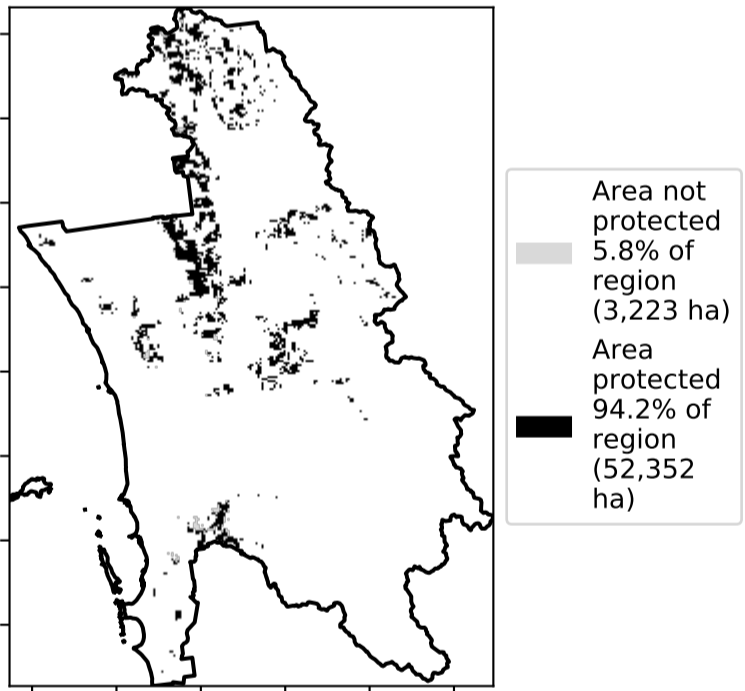 Area not
protected
5.8% of
region
(3,223 ha)
Area
protected
94.2% of
region
(52,352
ha)